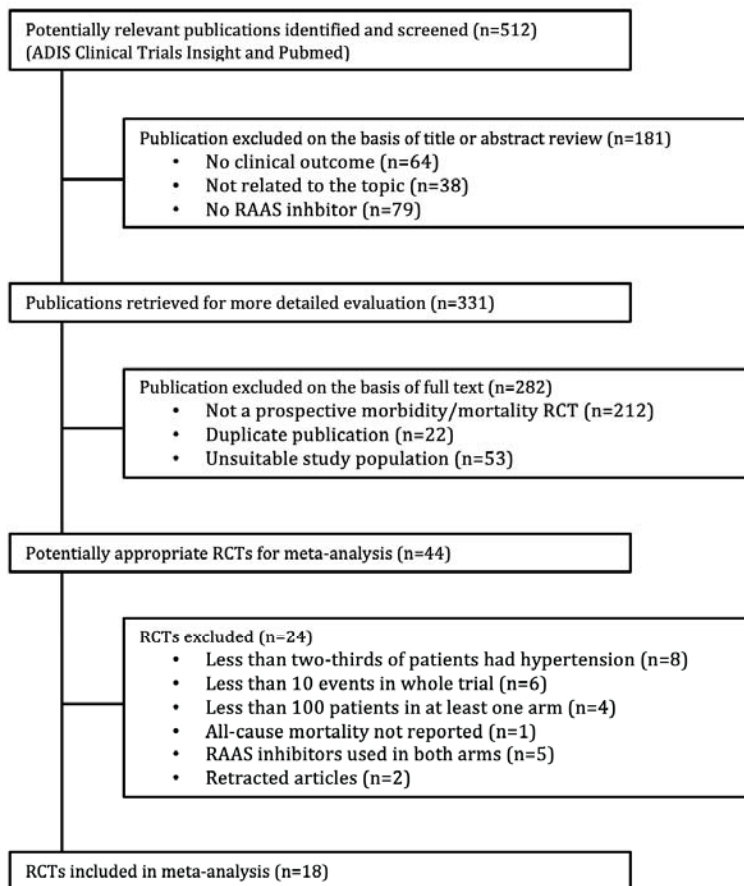 Potentially relevant publications identified and screened (n=512)
(ADIS Clinical Trials Insight and Pubmed)
Publication excluded on the basis of title or abstract review (n=181)
• No clinical outcome (n=64)
• Not related to the topic (n=38)
• No RAAS inhbitor (n=79)
Publications retrieved for more detailed evaluation (n=331)
Publication excluded on the basis of full text (n=282)
• Not a prospective morbidity/mortality RCT (n=212)
• Duplicate publication (n=22)
• Unsuitable study population (n=53)
Potentially appropriate RCTs for meta-analysis (n=44)
RCTs excluded (n=24)
• Less than two-thirds of patients had hypertension (n=8)
• Less than 10 events in whole trial (n=6)
• Less than 100 patients in at least one arm (n=4)
• All-cause mortality not reported (n=1)
• RAAS inhibitors used in both arms (n=5)
• Retracted articles (n=2)
RCTs included in meta-analysis (n=18)